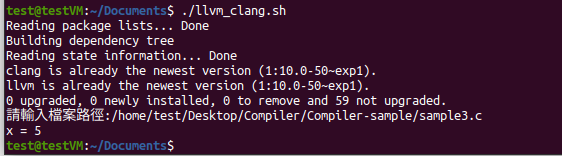 test@testVM:~/Documents$ ./llvm_clang.sh
Reading package lists... Done
Building dependency tree
Reading state information... Done
clang is already the newest version (1:10.0-50~exp1).
llvm is already the newest version (1:10.0-50~exp1).
0 upgraded, 0 newly installed, 0 to remove and 59 not upgraded.
請輸入檔案路徑:/home/test/Desktop/Compiler/Compiler-sample/sample3.c
x = 5
test@testVM:~/Documents$